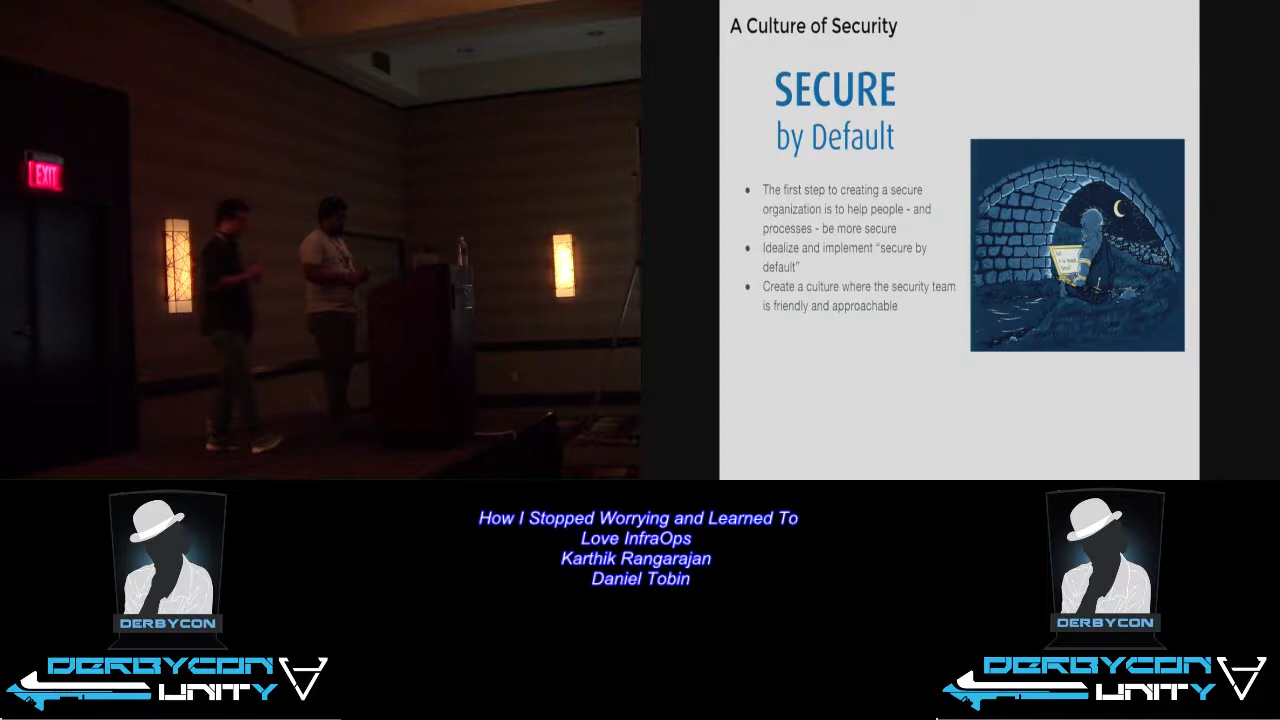 EXIT
A Culture of Security
SECURE
by Default
The first step to creating a secure
organization is to help people - and
processes - be more secure
Idealize and implement “secure by
default”
Create a culture where the security team
is friendly and approachable
How I Stopped Worrying and Learned To
Love InfraOps
Karthik Rangarajan
Daniel Tobin
DERBYCON
DERBYCON
UNITY
DERBYCON
DERBYCON
UNITY